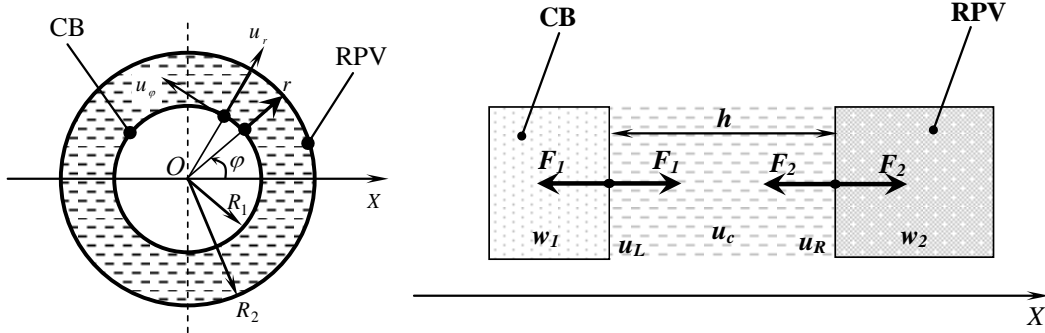 CB
u_r
RPV
u_φ
r
O
φ
X
R_1
R_2
CB
RPV
h
F_1
F_1
F_2
F_2
w_1
u_L
u_c
u_R
w_2
X